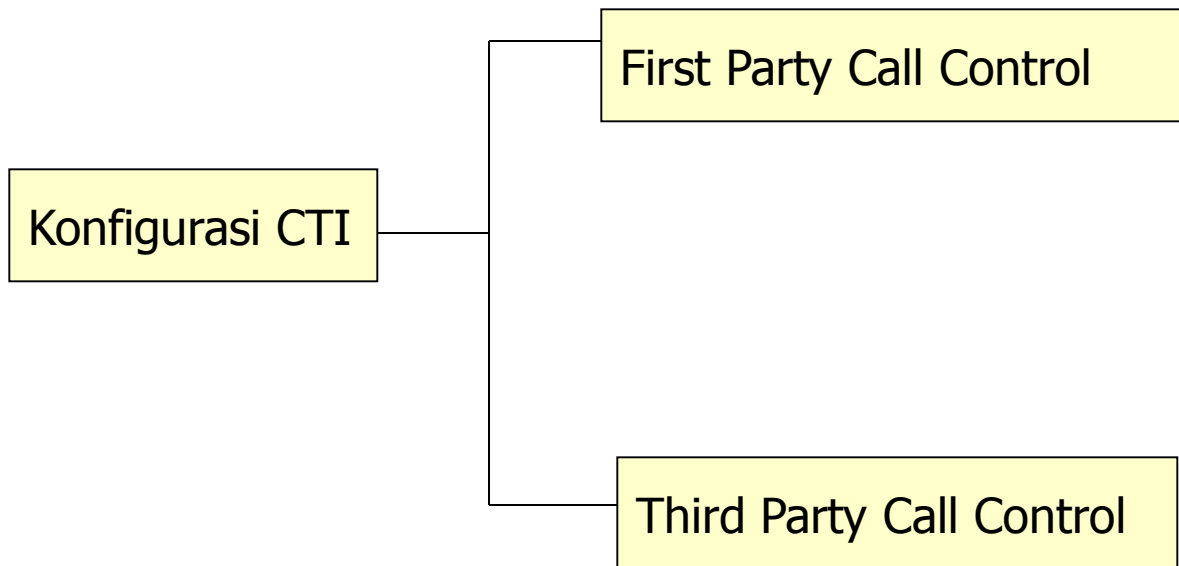 First Party Call Control
Konfigurasi CTI
Third Party Call Control